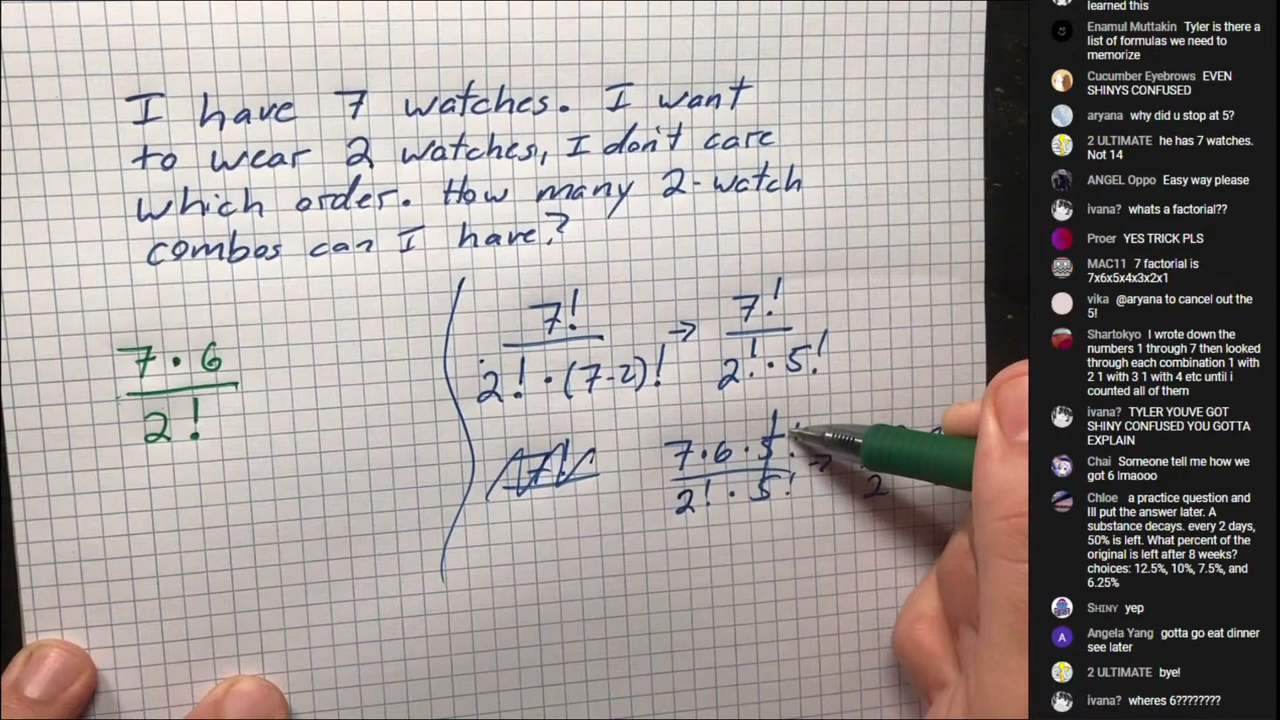 I have 7 watches. I want
to wear 2 watches, I don't care
which order. How many 2-watch
combos can I have?
7 · 6
2!
7!
2! · (7-2)!
→
7!
2! · 5!
7 · 6 · 5!
2! · 5!
→
2
learned this
Enamul Muttakin Tyler is there a
list of formulas we need to
memorize
Cucumber Eyebrows EVEN
SHINYS CONFUSED
aryana why did u stop at 5?
2 ULTIMATE he has 7 watches.
Not 14
ANGEL Oppo Easy way please
ivana? whats a factorial??
Proer YES TRICK PLS
MAC11 7 factorial is
7x6x5x4x3x2x1
vika @aryana to cancel out the
5!
Shartokyo I wrote down the
numbers 1 through 7 then looked
through each combination 1 with
2 1 with 3 1 with 4 etc until i
counted all of them
ivana? TYLER YOUVE GOT
SHINY CONFUSED YOU GOTTA
EXPLAIN
Chai Someone tell me how we
got 6 lmaooo
Chloe a practice question and
Ill put the answer later. A
substance decays. every 2 days,
50% is left. What percent of the
original is left after 8 weeks?
choices: 12.5%, 10%, 7.5%, and
6.25%
SHINY yep
Angela Yang gotta go eat dinner
see later
2 ULTIMATE bye!
ivana? wheres 6????????